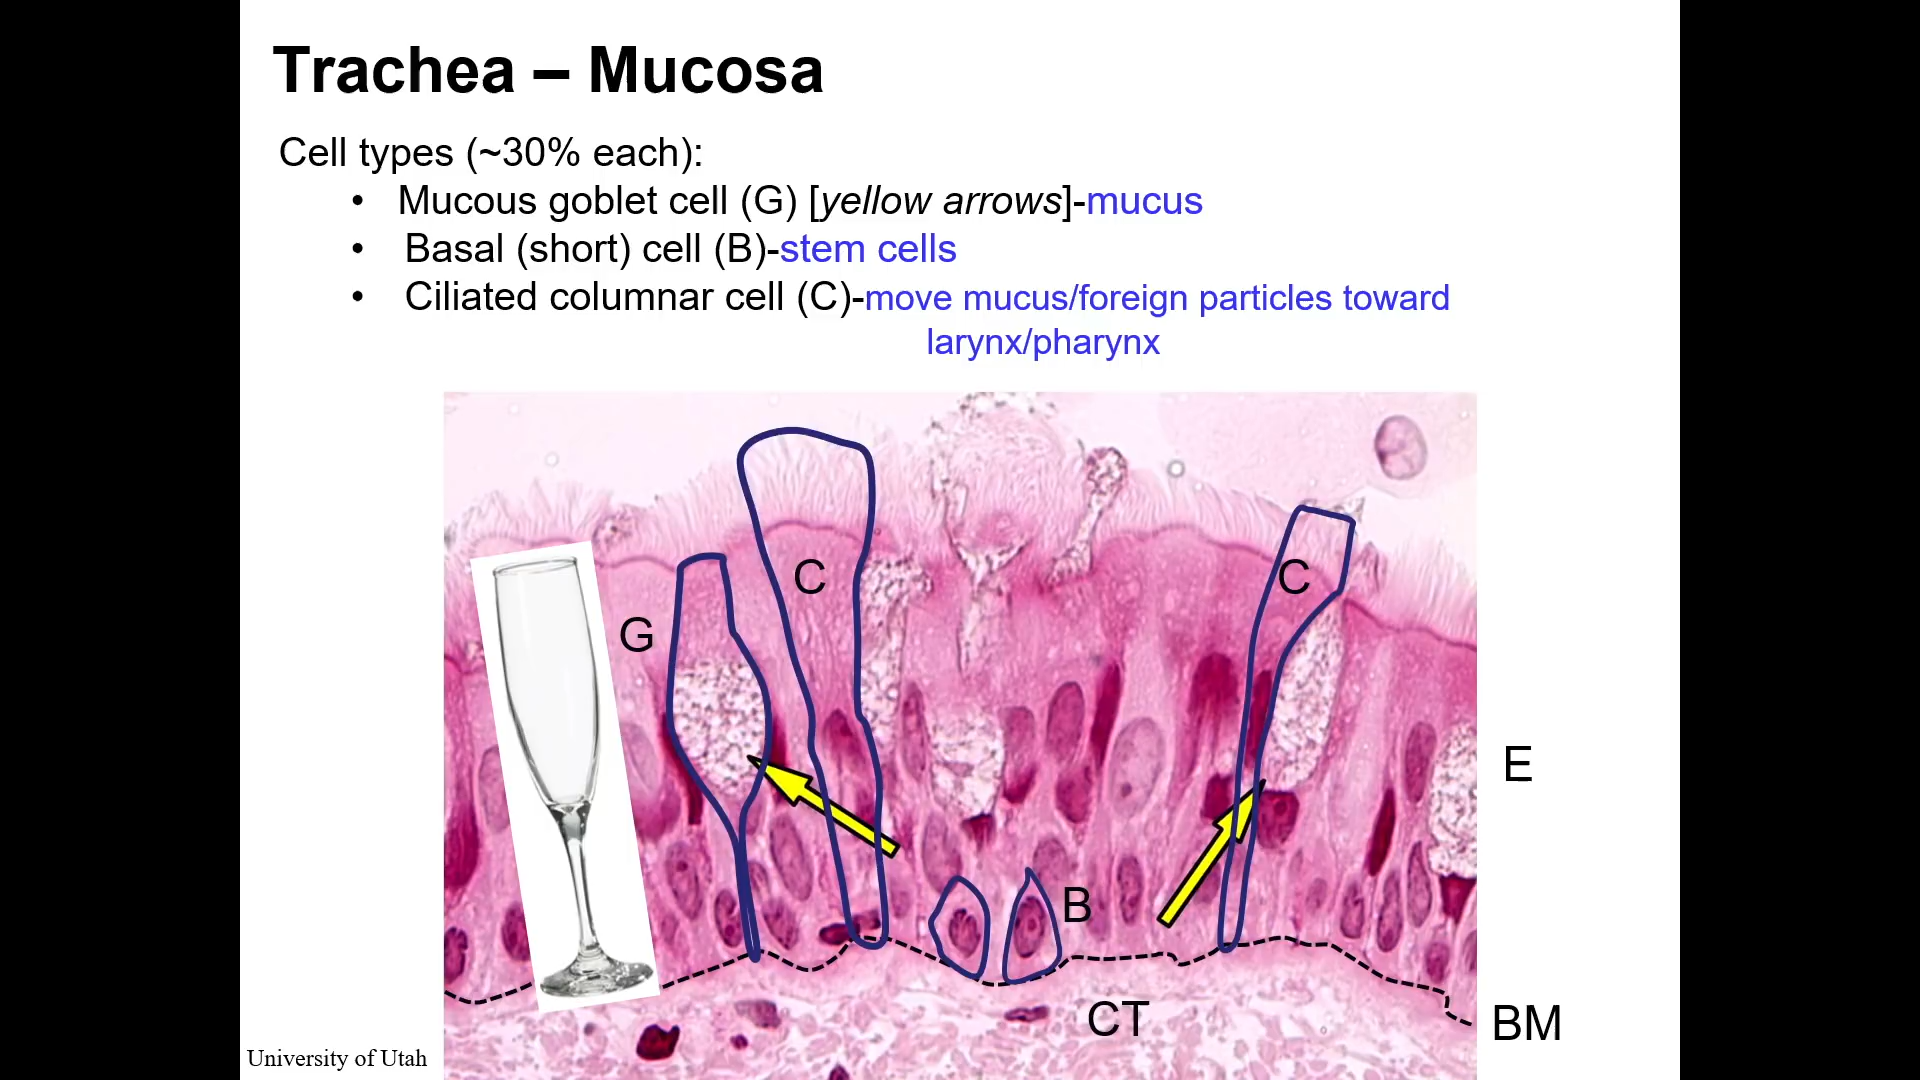 Trachea – Mucosa
Cell types (~30% each):
• Mucous goblet cell (G) [yellow arrows]-mucus
• Basal (short) cell (B)-stem cells
• Ciliated columnar cell (C)-move mucus/foreign particles toward
larynx/pharynx
C
C
G
E
B
CT
BM
University of Utah